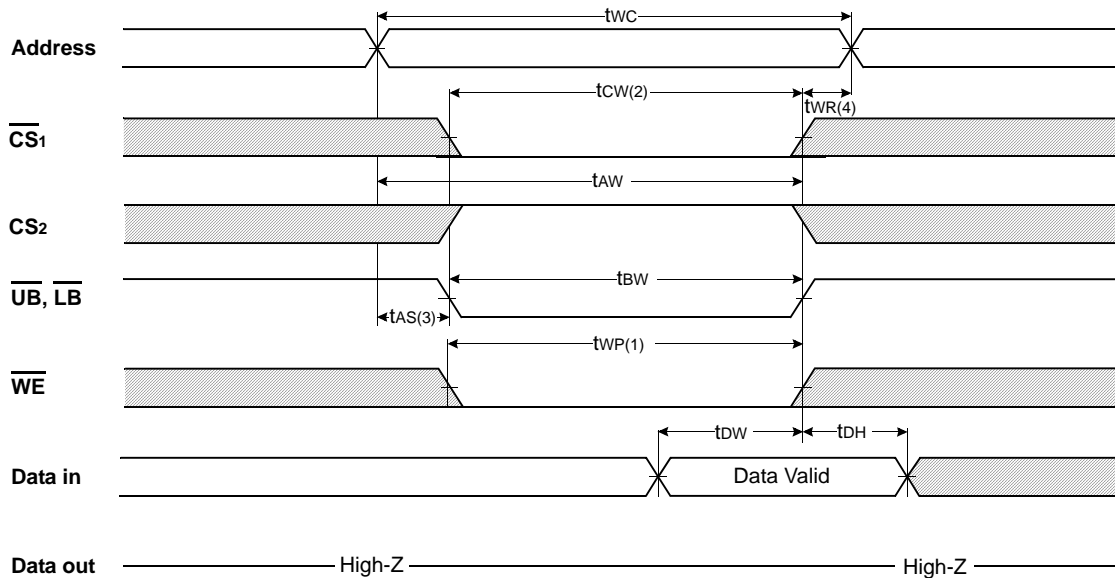 tWC
Address
tCW(2)
tWR(4)
CS1
tAW
CS2
tBW
UB, LB
tAS(3)
tWP(1)
WE
tDW
tDH
Data in
Data Valid
Data out
High-Z
High-Z